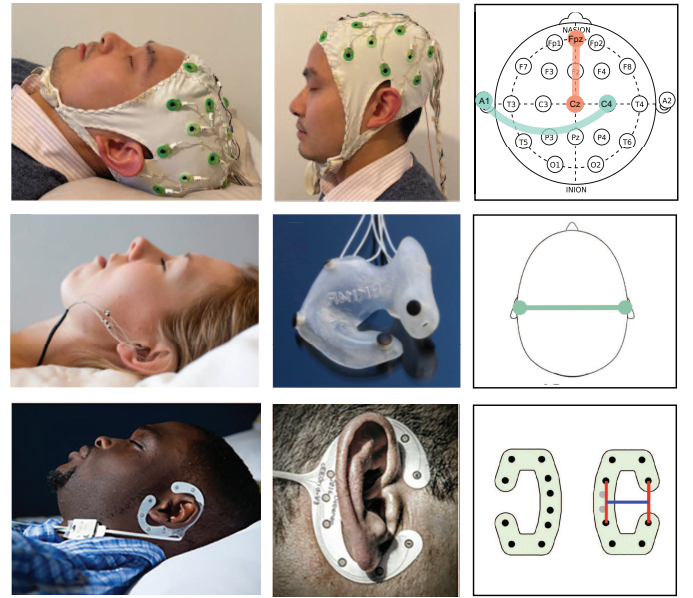 NASION
Fp1 Fpz Fp2
F7 F3 Fz F4 F8
A1 T3 C3 Cz C4 T4 A2
T5 P3 Pz P4 T6
O1 O2
INION